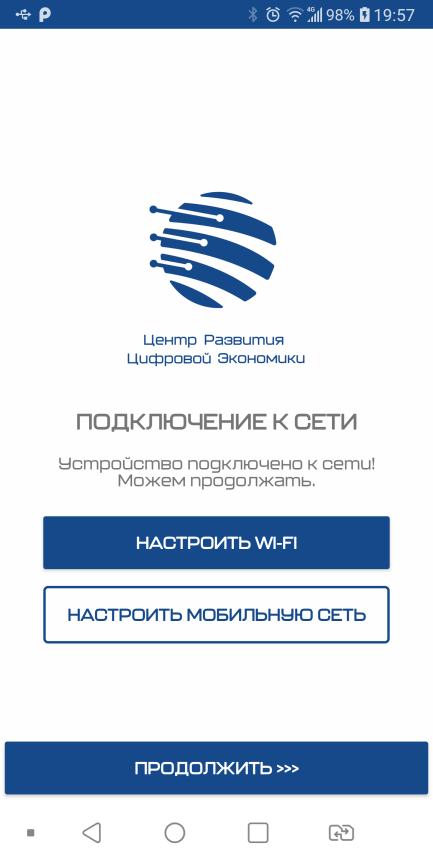 4G 98% 19:57
Центр Развития
Цифровой Экономики
ПОДКЛЮЧЕНИЕ К СЕТИ
Устройство подключено к сети!
Можем продолжать.
НАСТРОИТЬ WI-FI
НАСТРОИТЬ МОБИЛЬНУЮ СЕТЬ
ПРОДОЛЖИТЬ >>>